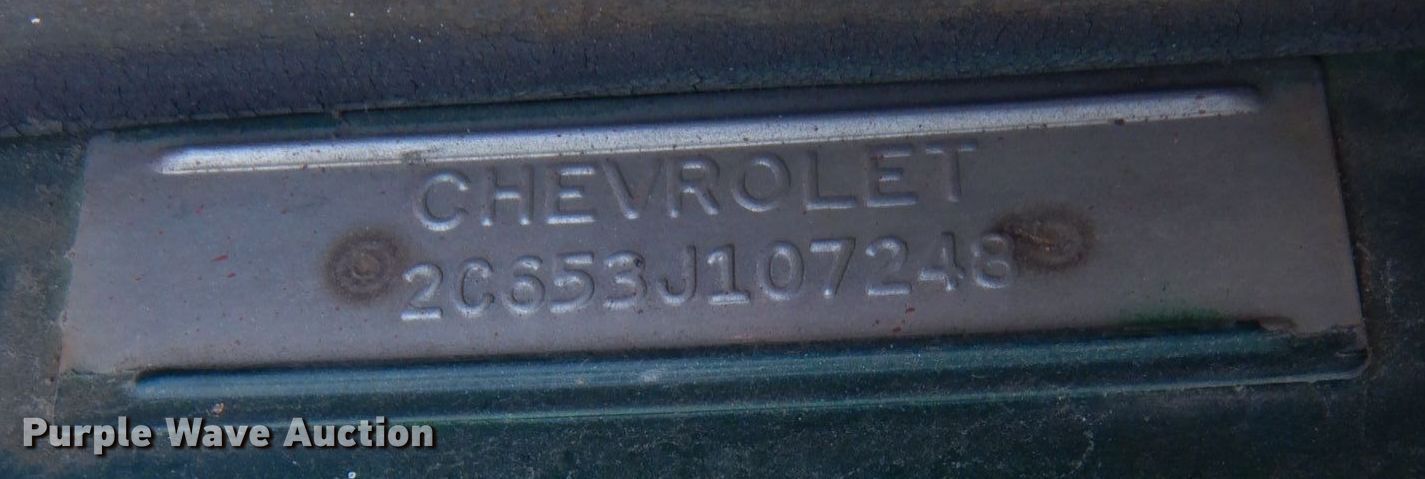 CHEVROLET
2C653J107248
Purple Wave Auction